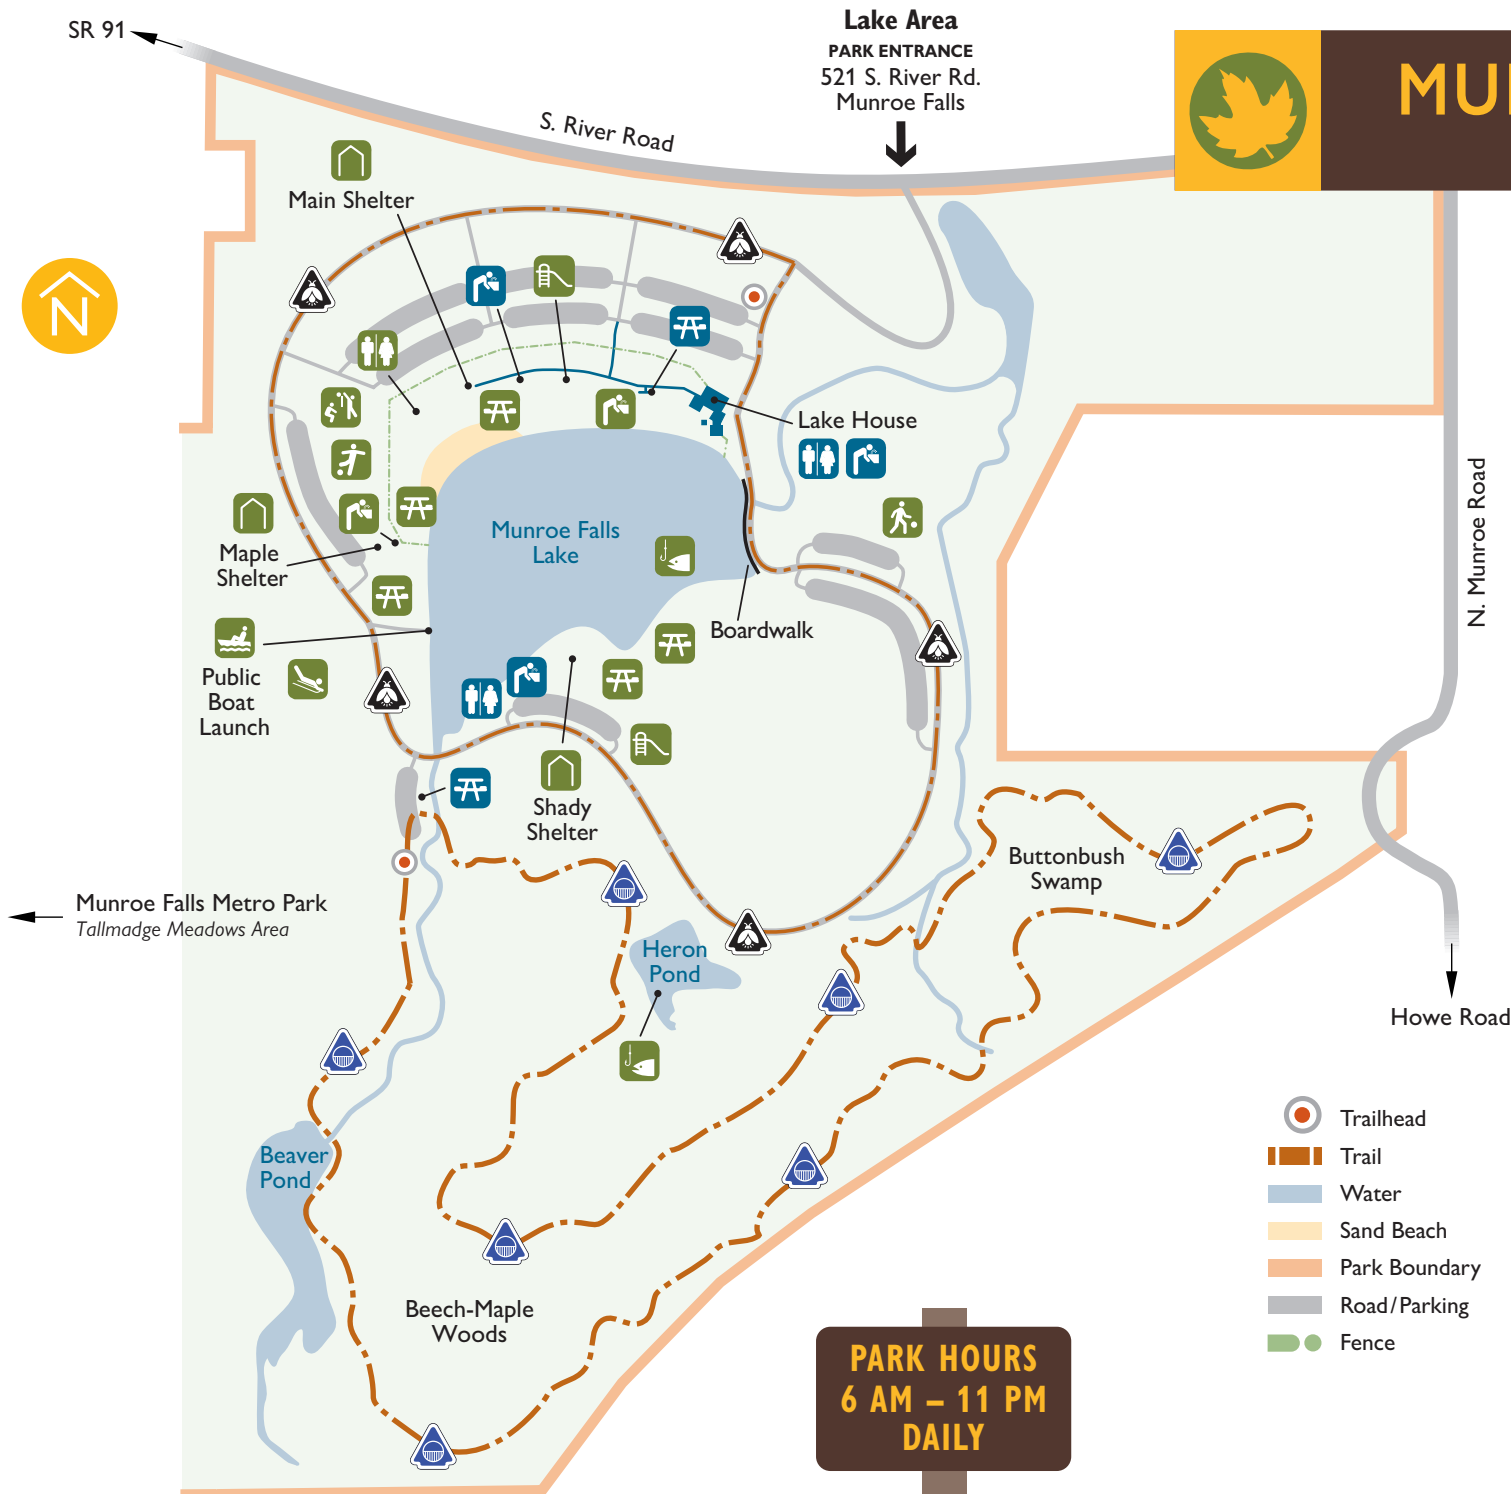 SR 91
Lake Area
PARK ENTRANCE
521 S. River Rd.
Munroe Falls
S. River Road
Main Shelter
N
Lake House
Munroe Falls
Lake
Maple
Shelter
Boardwalk
Public
Boat
Launch
N. Munroe Road
Shady
Shelter
Buttonbush
Swamp
Munroe Falls Metro Park
Tallmadge Meadows Area
Heron
Pond
Howe Road
Beaver
Pond
Beech-Maple
Woods
Trailhead
Trail
Water
Sand Beach
Park Boundary
Road/Parking
Fence
PARK HOURS
6 AM – 11 PM
DAILY